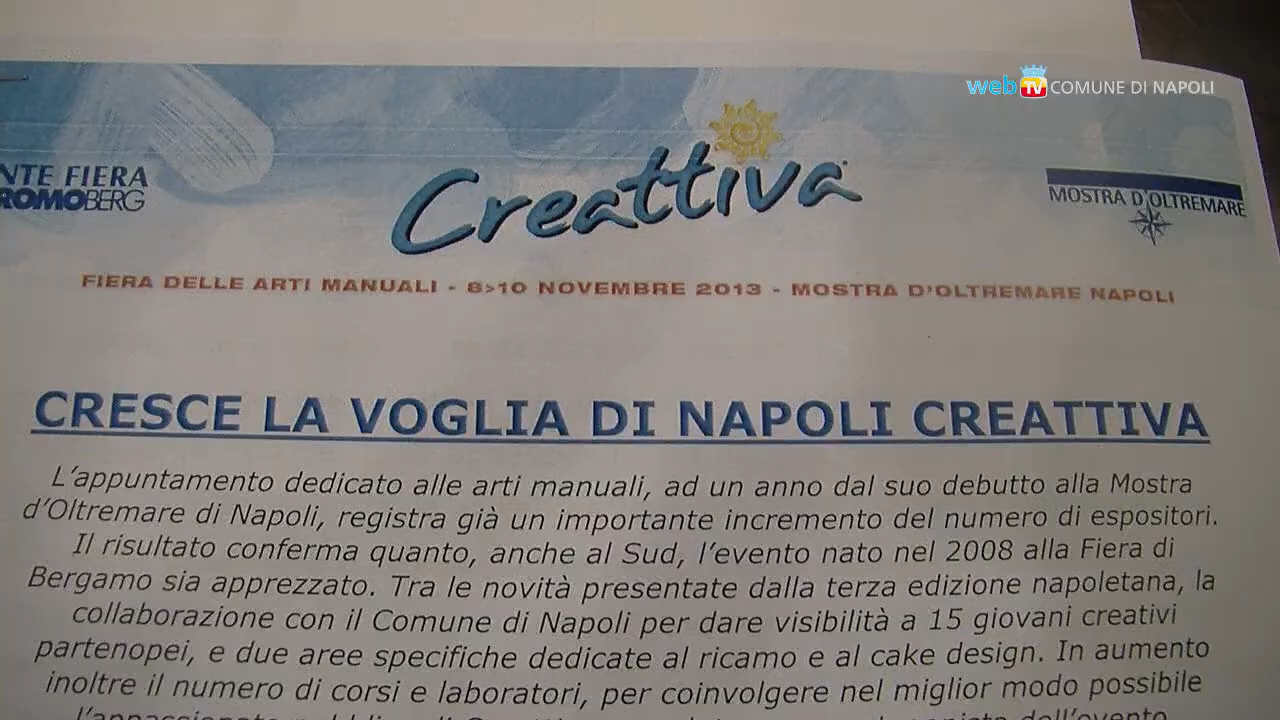 web TV COMUNE DI NAPOLI
NTE FIERA
ROMOBERG
Creattiva
MOSTRA D'OLTREMARE
FIERA DELLE ARTI MANUALI - 8>10 NOVEMBRE 2013 - MOSTRA D'OLTREMARE NAPOLI
CRESCE LA VOGLIA DI NAPOLI CREATTIVA
L'appuntamento dedicato alle arti manuali, ad un anno dal suo debutto alla Mostra
d'Oltremare di Napoli, registra già un importante incremento del numero di espositori.
Il risultato conferma quanto, anche al Sud, l'evento nato nel 2008 alla Fiera di
Bergamo sia apprezzato. Tra le novità presentate dalla terza edizione napoletana, la
collaborazione con il Comune di Napoli per dare visibilità a 15 giovani creativi
partenopei, e due aree specifiche dedicate al ricamo e al cake design. In aumento
inoltre il numero di corsi e laboratori, per coinvolgere nel miglior modo possibile